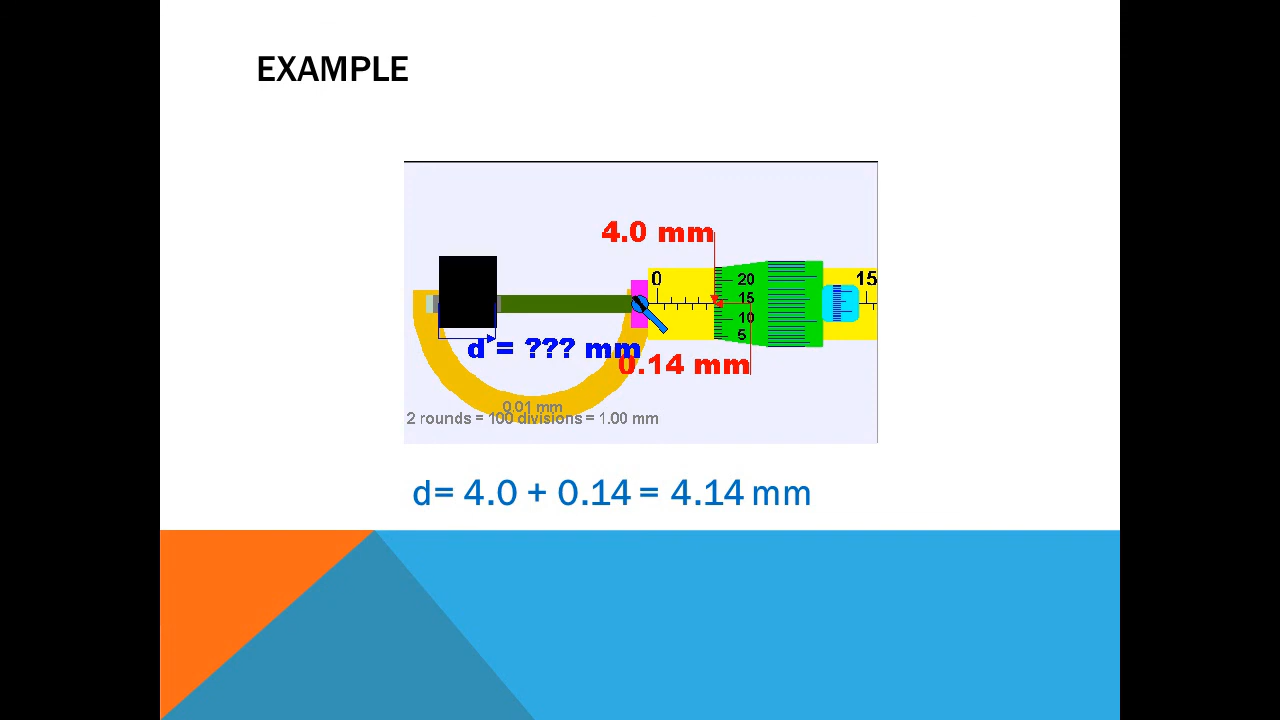 EXAMPLE
4.0 mm
0
15
20
15
10
5
d = ??? mm
0.14 mm
0.01 mm
2 rounds = 100 divisions = 1.00 mm
d= 4.0 + 0.14 = 4.14 mm